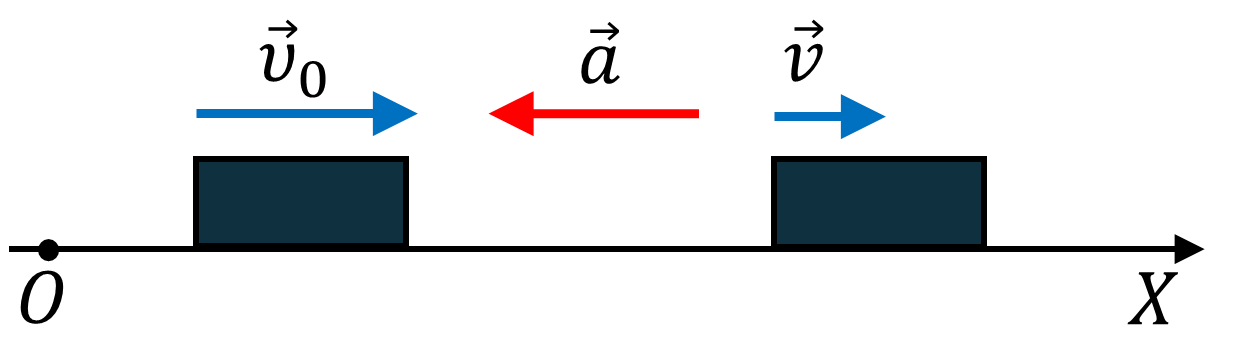 v⃗₀ a⃗ v⃗
O X